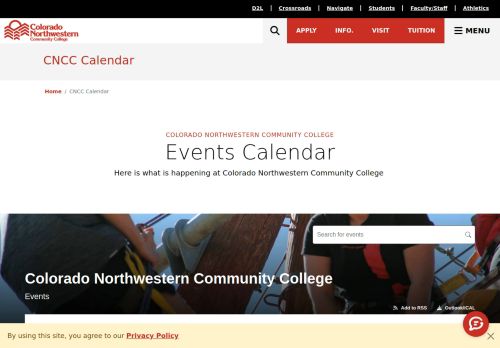 D2L | Crossroads | Navigate | Students | Faculty/Staff | Athletics
Colorado
Northwestern
Community College
APPLY INFO. VISIT TUITION MENU
CNCC Calendar
Home / CNCC Calendar
COLORADO NORTHWESTERN COMMUNITY COLLEGE
Events Calendar
Here is what is happening at Colorado Northwestern Community College
Search for events
Colorado Northwestern Community College
Events
Add to RSS Outlook/iCAL
By using this site, you agree to our Privacy Policy